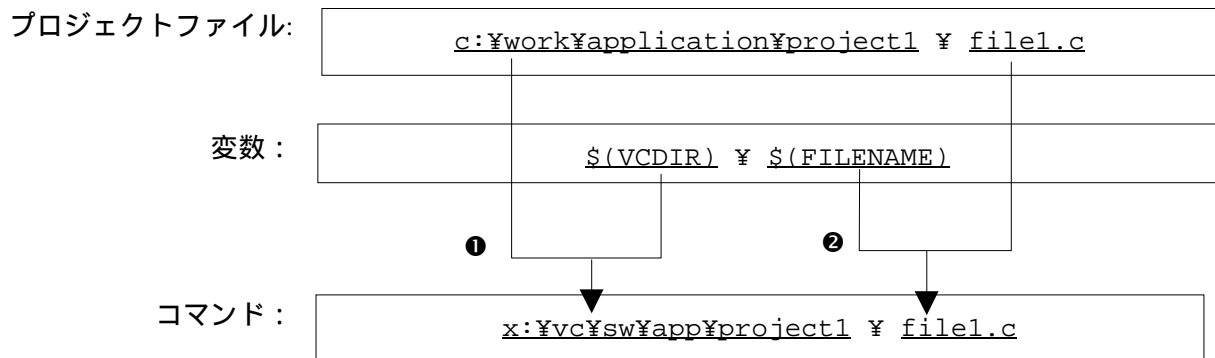 プロジェクトファイル:
c:¥work¥application¥project1 ¥ file1.c
変数：
$(VCDIR) ¥ $(FILENAME)
❶ ❷
コマンド：
x:¥vc¥sw¥app¥project1 ¥ file1.c